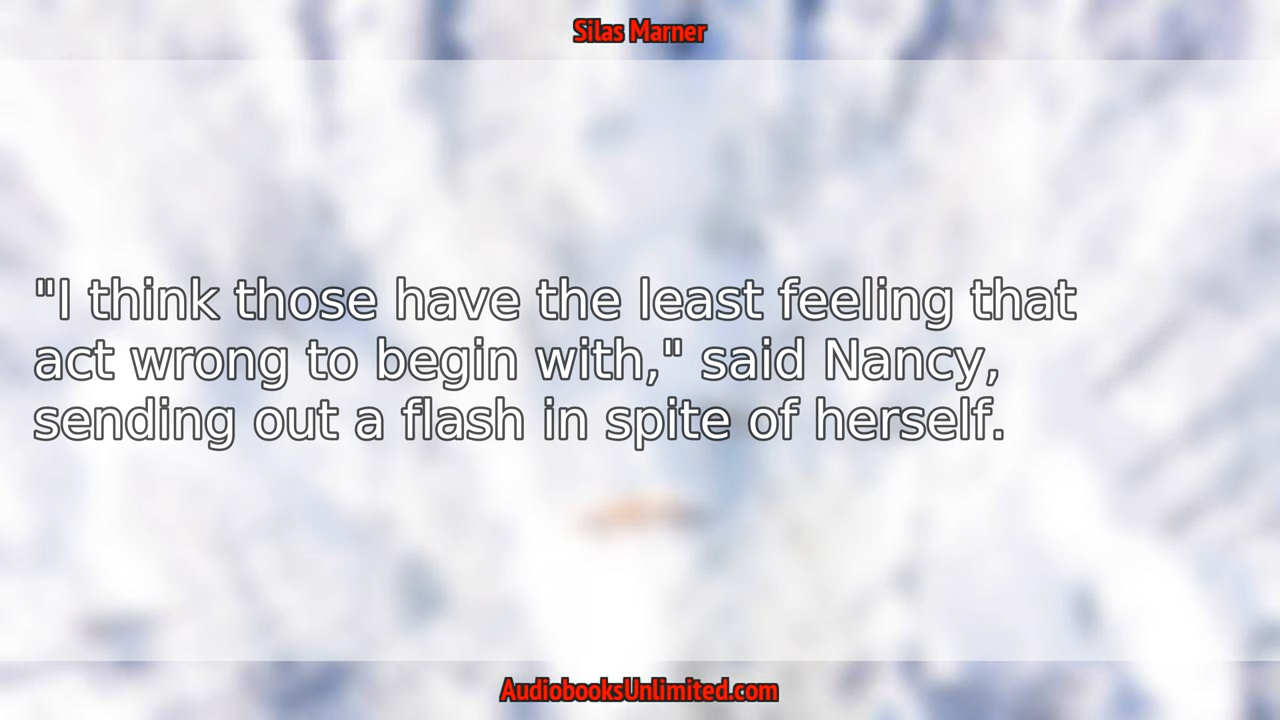 Silas Marner
"I think those have the least feeling that
act wrong to begin with," said Nancy,
sending out a flash in spite of herself.
AudiobooksUnlimited.com